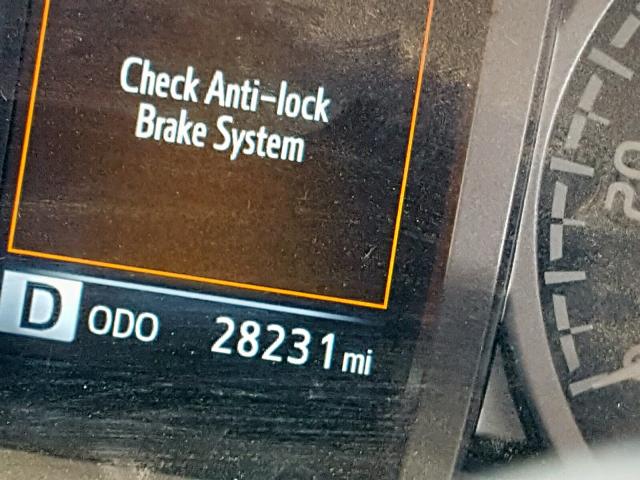 Check Anti-lock
Brake System
D ODO 28231 mi
20